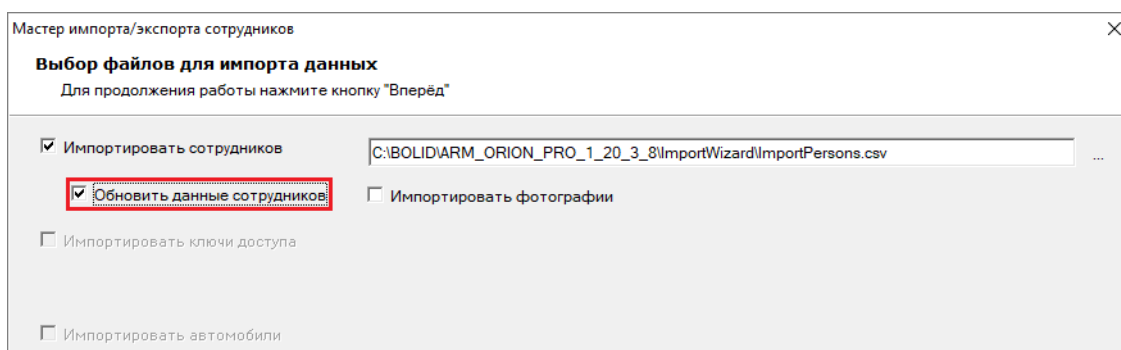 Мастер импорта/экспорта сотрудников
Выбор файлов для импорта данных
Для продолжения работы нажмите кнопку "Вперёд"
Импортировать сотрудников
C:\BOLID\ARM_ORION_PRO_1_20_3_8\ImportWizard\ImportPersons.csv
...
Обновить данные сотрудников
Импортировать фотографии
Импортировать ключи доступа
Импортировать автомобили